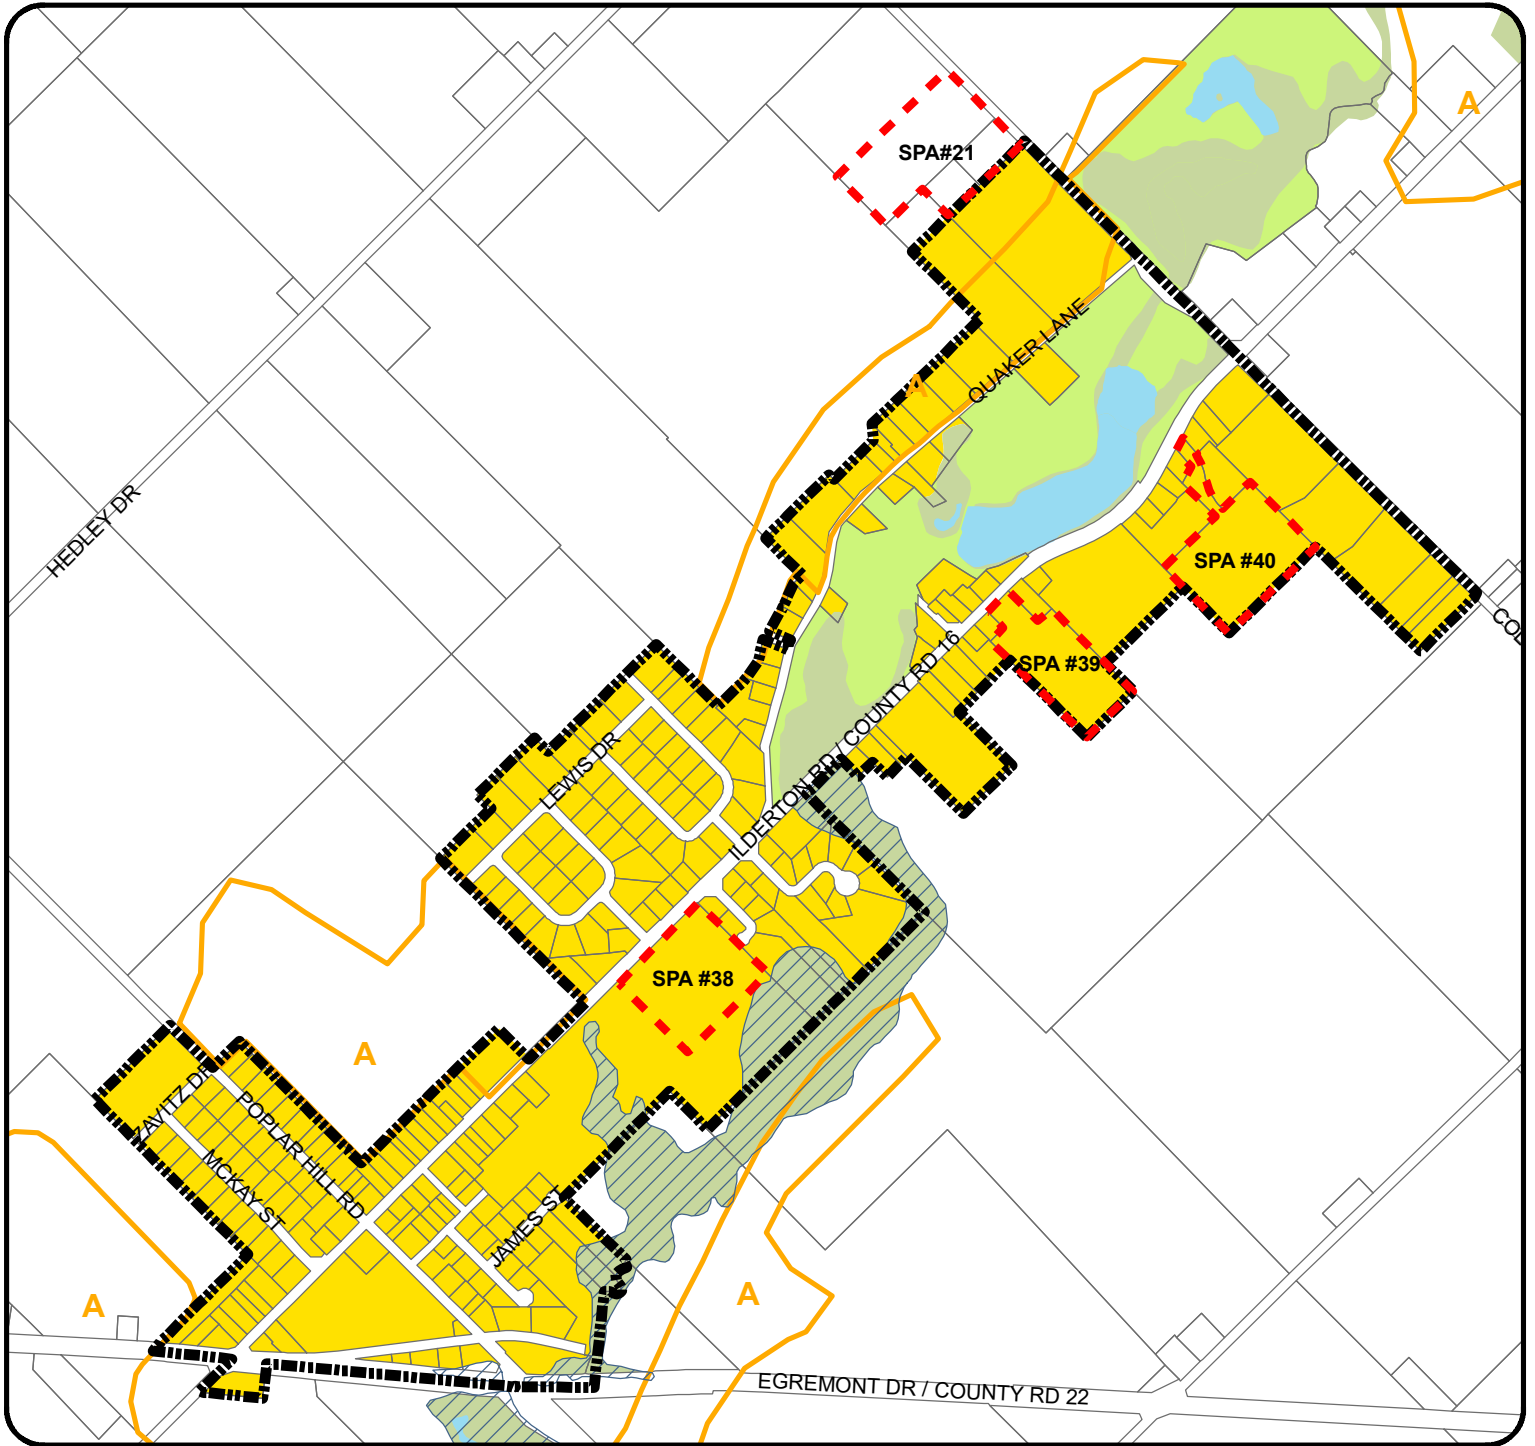 A
SPA#21
QUAKER LANE
A
HEDLEY DR
SPA #40
SPA #39
ILDERTON RD / COUNTY RD 16
LEWIS DR
SPA #38
A
ZAVITZ DR
POPLAR HILL RD
MCKAY ST
JAMES ST
A
A
EGREMONT DR / COUNTY RD 22